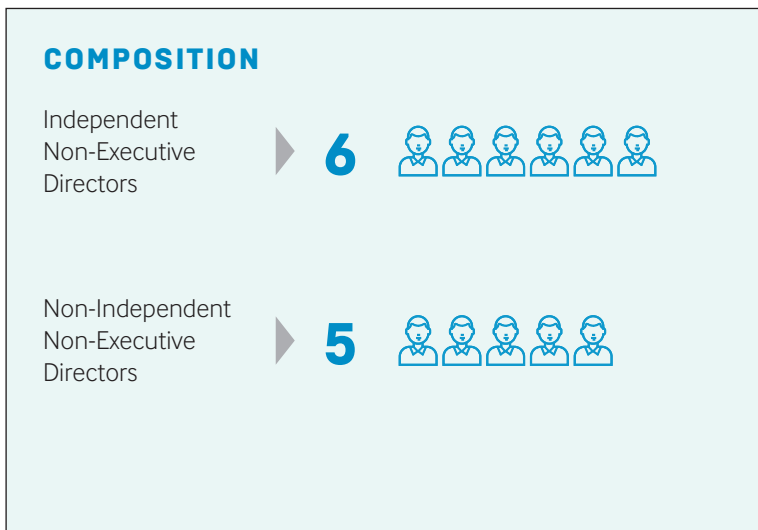 COMPOSITION
Independent
Non-Executive
Directors
6
Non-Independent
Non-Executive
Directors
5